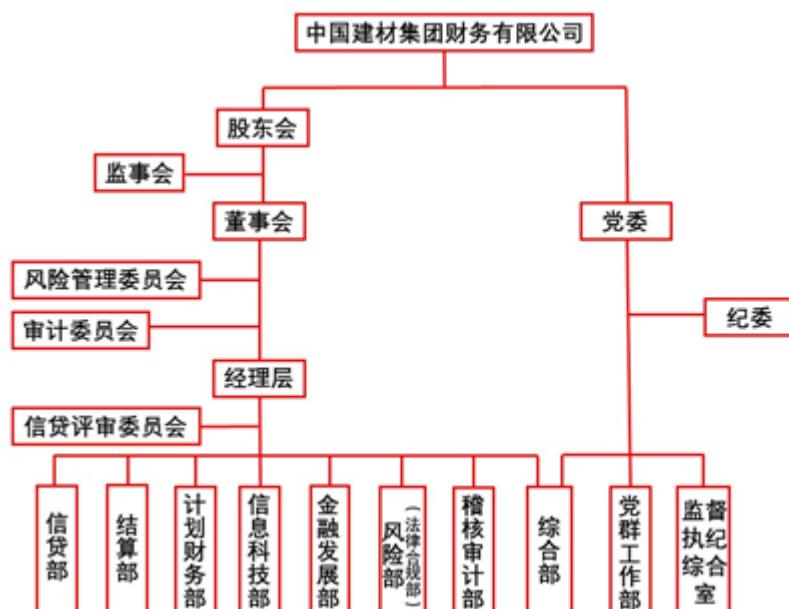 中国建材集团财务有限公司
股东会
监事会
董事会
党委
风险管理委员会
纪委
审计委员会
经理层
信贷评审委员会
信贷部
结算部
计划财务部
信息科技部
金融发展部
风险部
(法律合规部)
稽核审计部
综合部
党群工作部
监督执纪综合室